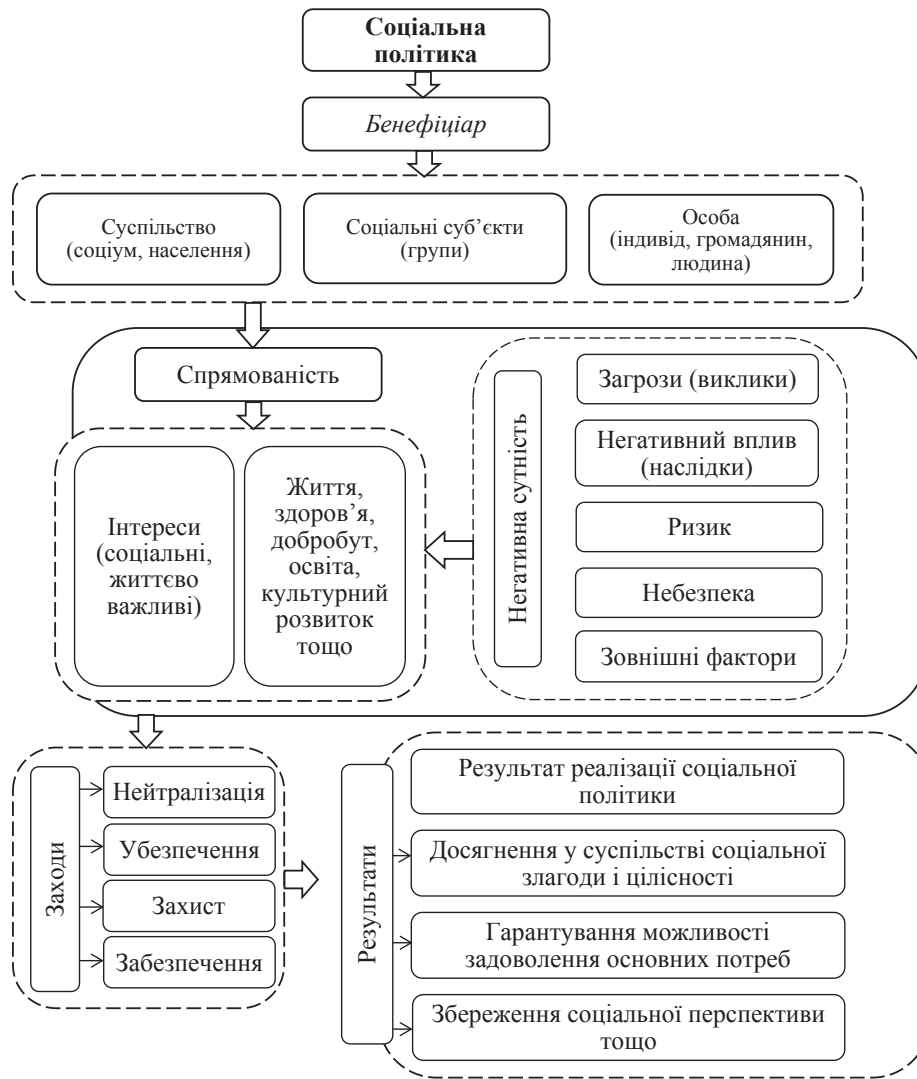 Соціальна
політика
Бенефіціар
Суспільство
(соціум, населення)
Соціальні суб’єкти
(групи)
Особа
(індивід, громадянин,
людина)
Спрямованість
Інтереси
(соціальні,
життєво
важливі)
Життя,
здоров’я,
добробут,
освіта,
культурний
розвиток
тощо
Негативна сутність
Загрози (виклики)
Негативний вплив
(наслідки)
Ризик
Небезпека
Зовнішні фактори
Заходи
Нейтралізація
Убезпечення
Захист
Забезпечення
Результати
Результат реалізації соціальної
політики
Досягнення у суспільстві соціальної
злагоди і цілісності
Гарантування можливості
задоволення основних потреб
Збереження соціальної перспективи
тощо